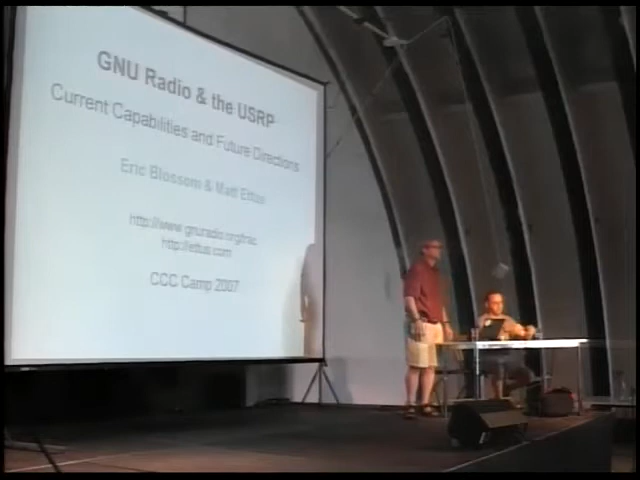 GNU Radio & the USRP
Current Capabilities and Future Directions
Eric Blossom & Matt Ettus
http://www.gnuradio.org/trac
http://ettus.com
CCC Camp 2007